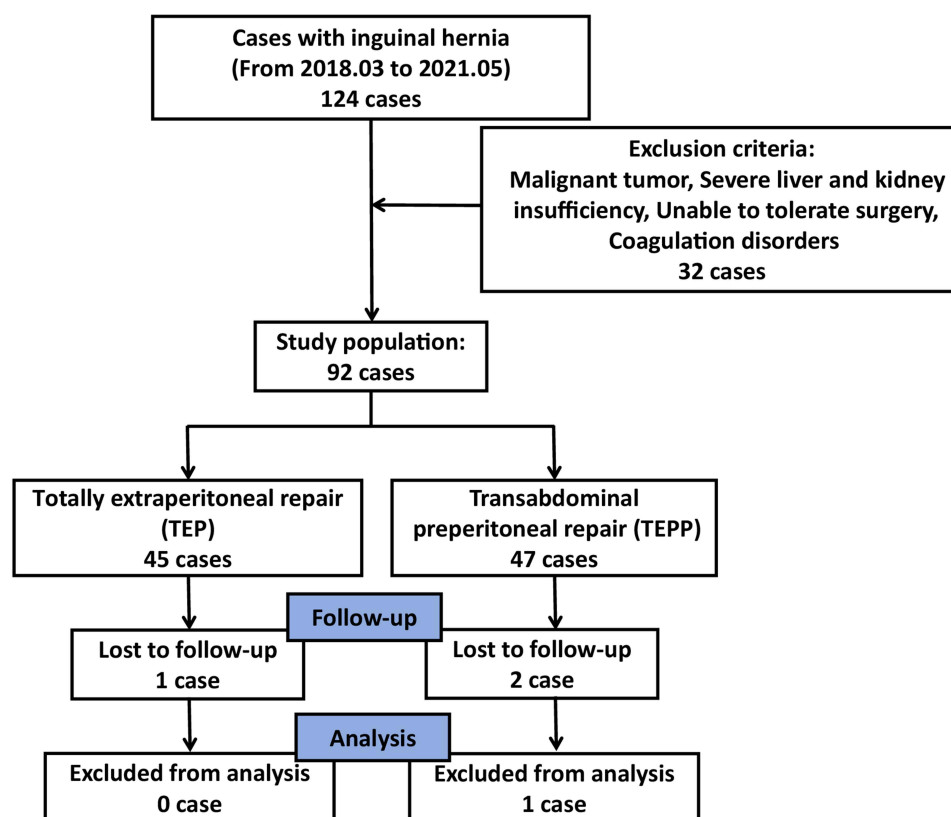 Cases with inguinal hernia
(From 2018.03 to 2021.05)
124 cases
Exclusion criteria:
Malignant tumor, Severe liver and kidney
insufficiency, Unable to tolerate surgery,
Coagulation disorders
32 cases
Study population:
92 cases
Totally extraperitoneal repair
(TEP)
45 cases
Transabdominal
preperitoneal repair (TEPP)
47 cases
Follow-up
Lost to follow-up
1 case
Lost to follow-up
2 case
Analysis
Excluded from analysis
0 case
Excluded from analysis
1 case